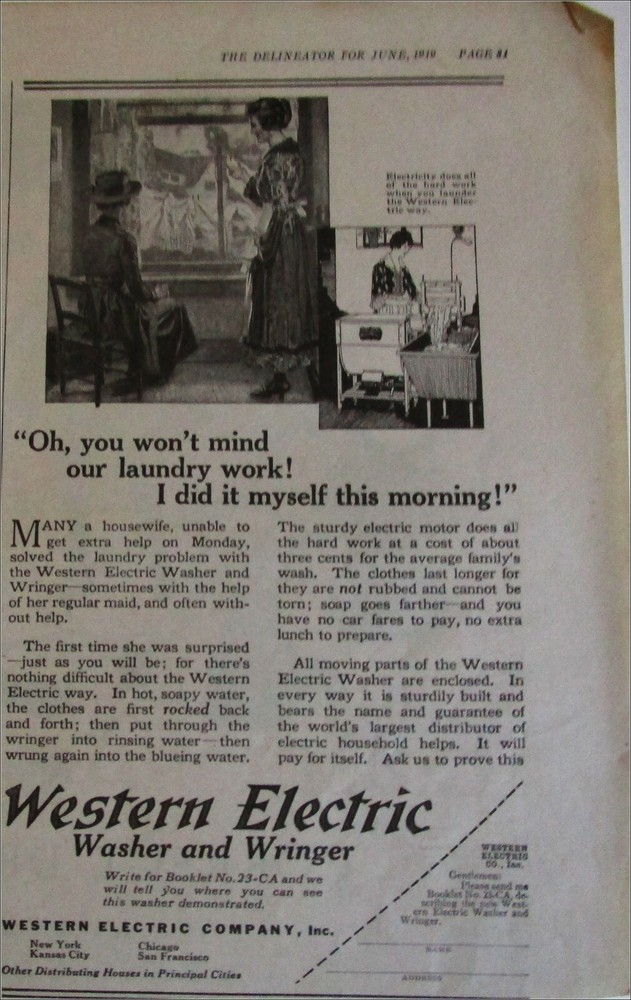 THE DELINEATOR FOR JUNE, 1919 PAGE 81
Electricity does all
of the hard work
when you launder
the Western Elec-
tric way.
“Oh, you won’t mind
our laundry work!
I did it myself this morning!”
MANY a housewife, unable to
get extra help on Monday,
solved the laundry problem with
the Western Electric Washer and
Wringer—sometimes with the help
of her regular maid, and often with-
out help.
The first time she was surprised
—just as you will be; for there’s
nothing difficult about the Western
Electric way. In hot, soapy water,
the clothes are first rocked back
and forth; then put through the
wringer into rinsing water—then
wrung again into the blueing water.
The sturdy electric motor does all
the hard work at a cost of about
three cents for the average family’s
wash. The clothes last longer for
they are not rubbed and cannot be
torn; soap goes farther—and you
have no car fares to pay, no extra
lunch to prepare.
All moving parts of the Western
Electric Washer are enclosed. In
every way it is sturdily built and
bears the name and guarantee of
the world’s largest distributor of
electric household helps. It will
pay for itself. Ask us to prove this
Western Electric
Washer and Wringer
Write for Booklet No. 23-CA and we
will tell you where you can see
this washer demonstrated.
WESTERN ELECTRIC COMPANY, Inc.
New York Chicago
Kansas City San Francisco
Other Distributing Houses in Principal Cities
WESTERN
ELECTRIC
CO., Inc.
Gentlemen:
Please send me
Booklet No. 23-CA, de-
scribing the new West-
ern Electric Washer and
Wringer.
NAME
ADDRESS